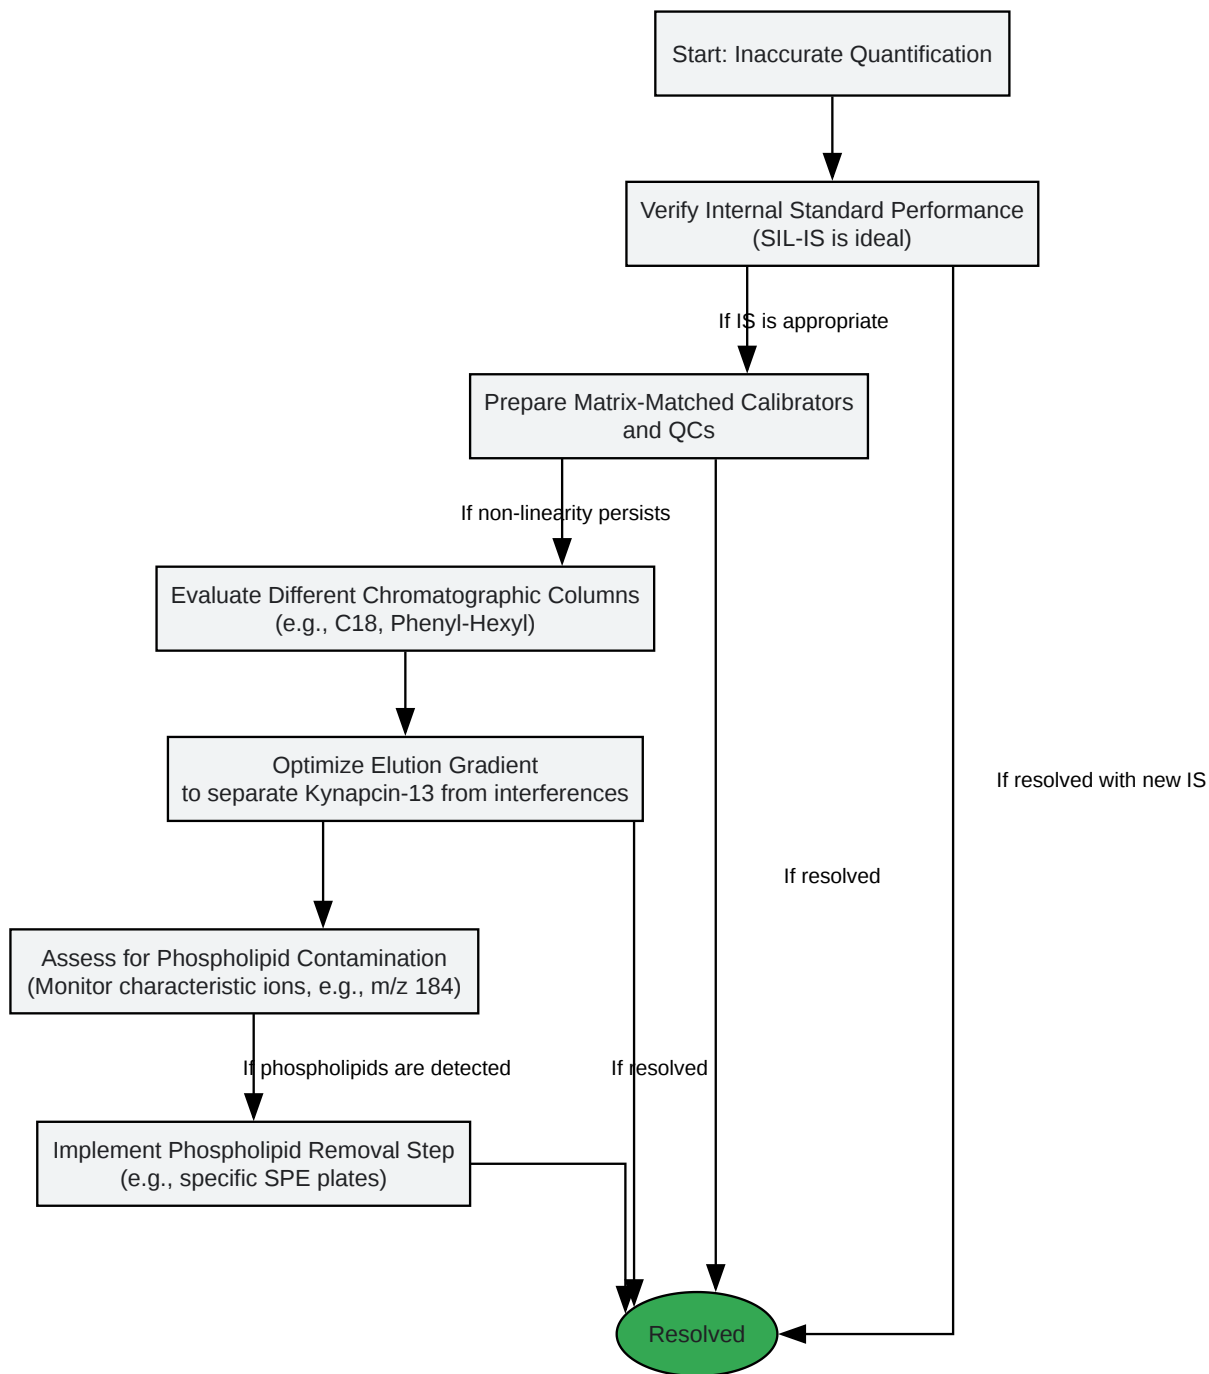 Start: Inaccurate Quantification
Verify Internal Standard Performance
(SIL-IS is ideal)
If IS is appropriate
Prepare Matrix-Matched Calibrators
and QCs
If non-linearity persists
Evaluate Different Chromatographic Columns
(e.g., C18, Phenyl-Hexyl)
Optimize Elution Gradient
to separate Kynapcin-13 from interferences
If resolved with new IS
If resolved
Assess for Phospholipid Contamination
(Monitor characteristic ions, e.g., m/z 184)
If phospholipids are detected
If resolved
Implement Phospholipid Removal Step
(e.g., specific SPE plates)
Resolved